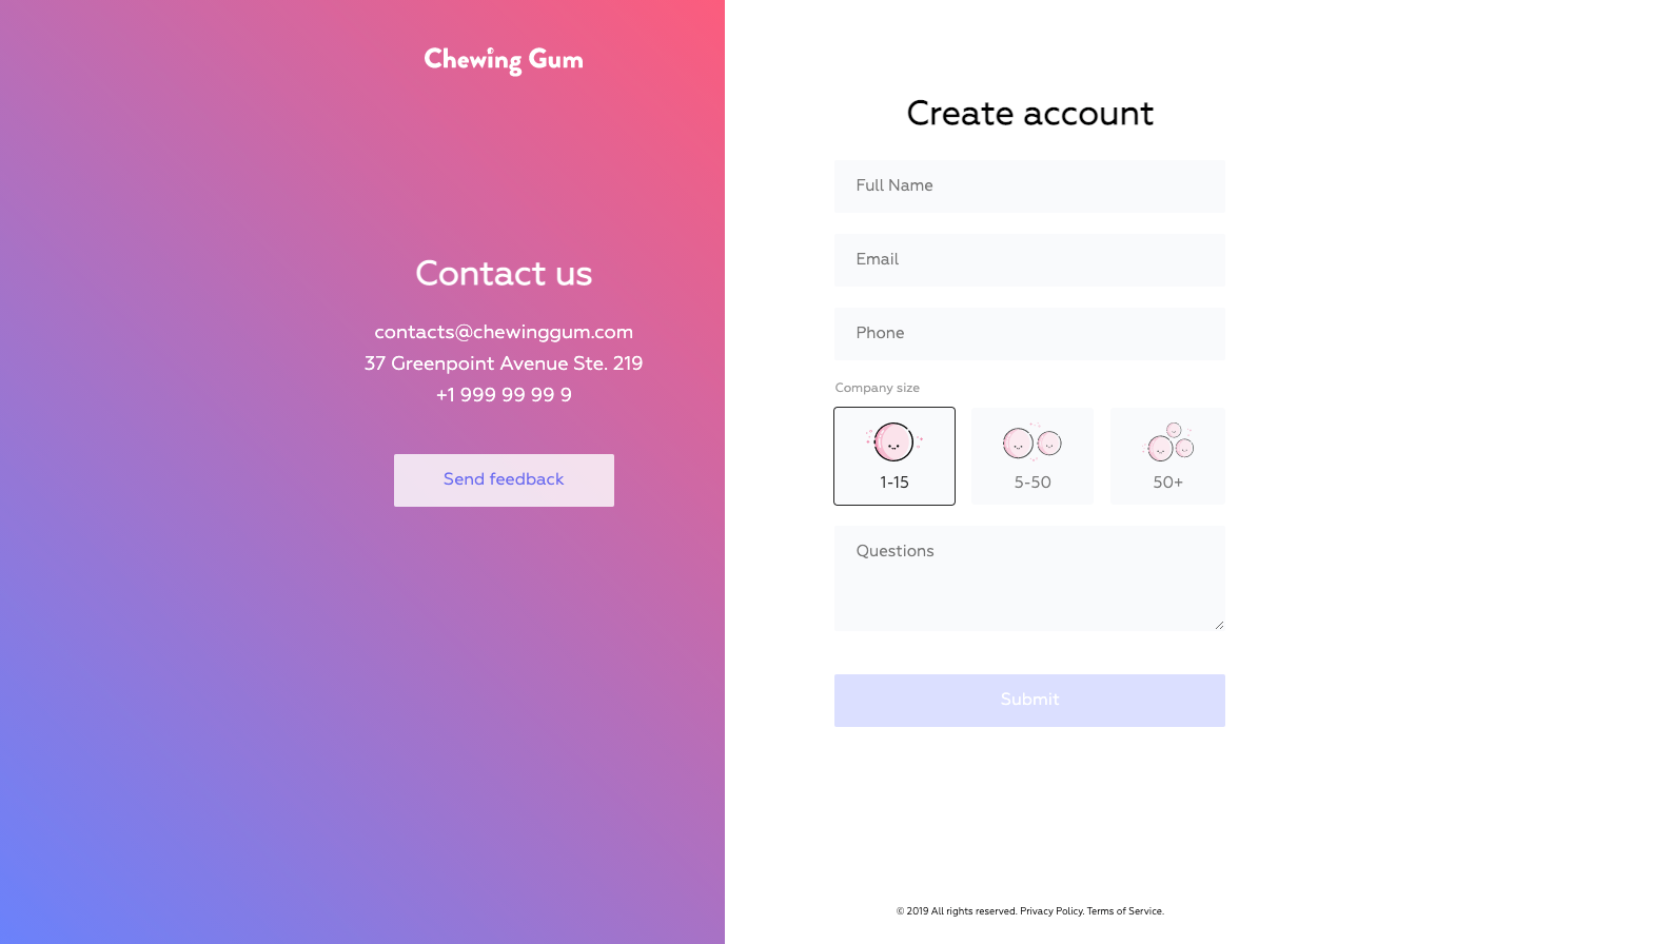 Chewing Gum
Contact us
contacts@chewinggum.com
37 Greenpoint Avenue Ste. 219
+1 999 99 99 9
Send feedback
Create account
Full Name
Email
Phone
Company size
1-15
5-50
50+
Questions
Submit
© 2019 All rights reserved. Privacy Policy. Terms of Service.